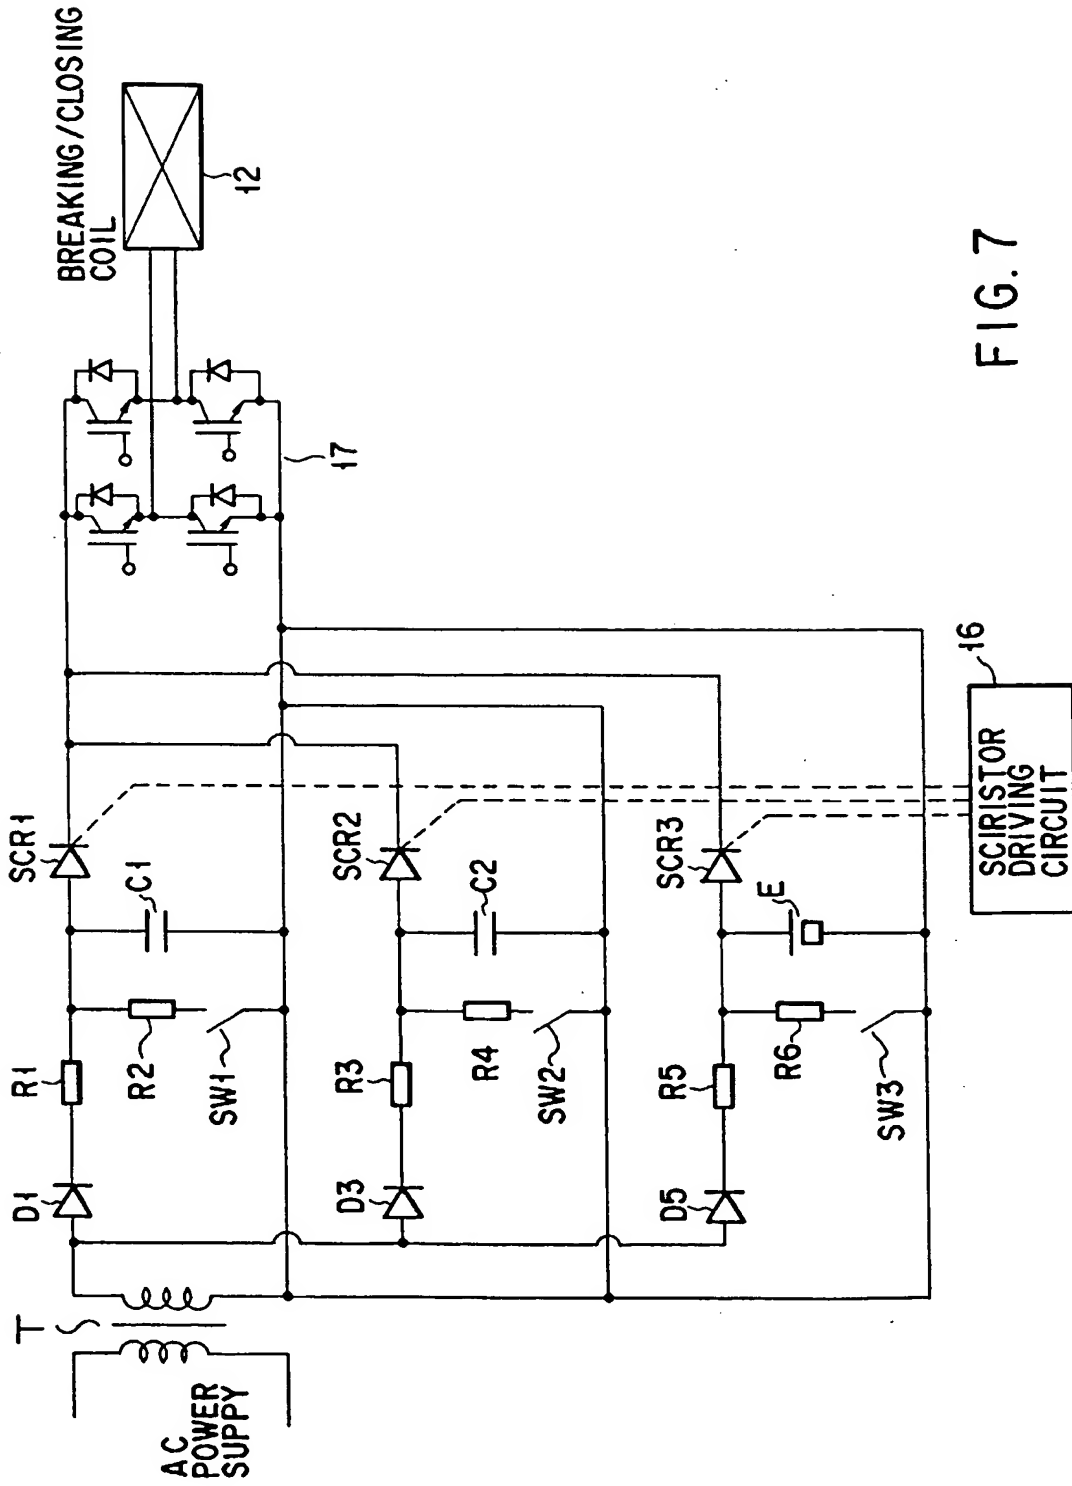 AC
POWER
SUPPY
T
D1
R1
R2
SW1
C1
SCR1
D3
R3
R4
SW2
C2
SCR2
D5
R5
R6
SW3
E
SCR3
16
SCIRISTOR
DRIVING
CIRCUIT
17
BREAKING/CLOSING
COIL
12
FIG. 7